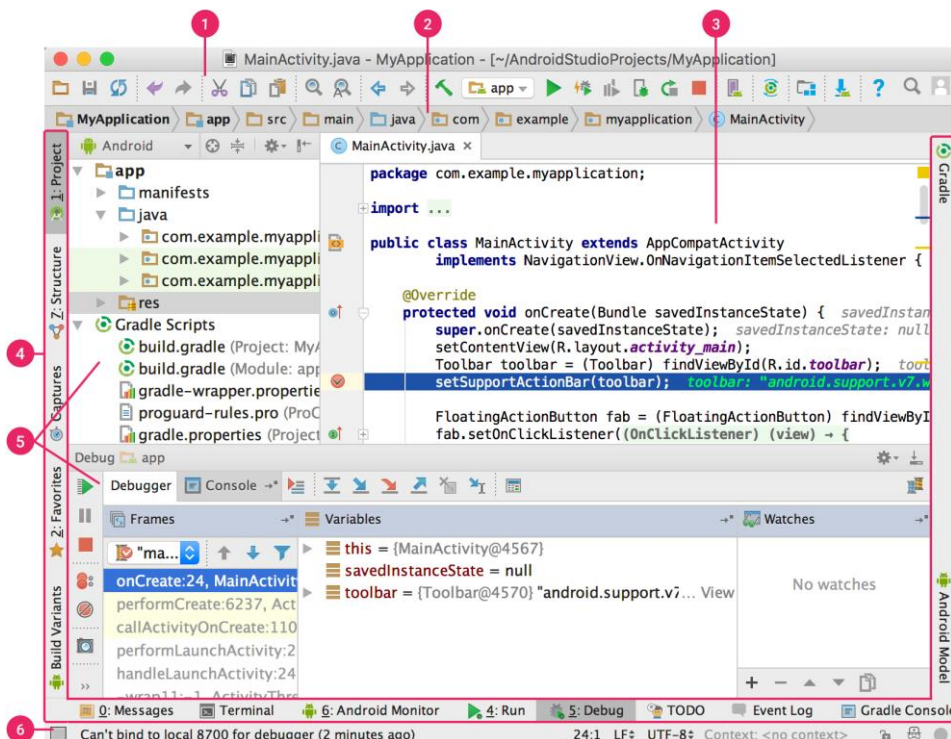 1
2
3
MainActivity.java - MyApplication - [~/AndroidStudioProjects/MyApplication]
app
MyApplication app src main java com example myapplication MainActivity
1: Project
Z: Structure
Captures
2: Favorites
Build Variants
4
5
6
Android
app
manifests
java
com.example.myappli
com.example.myappli
com.example.myappli
res
Gradle Scripts
build.gradle (Project: My
build.gradle (Module: app
gradle-wrapper.propertie
proguard-rules.pro (ProC
gradle.properties (Project
MainActivity.java ×
package com.example.myapplication;
import ...
public class MainActivity extends AppCompatActivity
implements NavigationView.OnNavigationItemSelectedListener {
@Override
protected void onCreate(Bundle savedInstanceState) { savedInstan
super.onCreate(savedInstanceState); savedInstanceState: null
setContentView(R.layout.activity_main);
Toolbar toolbar = (Toolbar) findViewById(R.id.toolbar); tool
setSupportActionBar(toolbar); toolbar: "android.support.v7.w
FloatingActionButton fab = (FloatingActionButton) findViewByI
fab.setOnClickListener((OnClickListener) (view) → {
Gradle
Android Model
Debug app
Debugger Console
Frames
"ma...
onCreate:24, MainActivit
performCreate:6237, Act
callActivityOnCreate:110
performLaunchActivity:2
handleLaunchActivity:24
-wrap11:-1, ActivityThre
Variables
this = {MainActivity@4567}
savedInstanceState = null
toolbar = {Toolbar@4570} "android.support.v7... View
Watches
No watches
0: Messages Terminal 6: Android Monitor 4: Run 5: Debug TODO Event Log Gradle Console
Can't bind to local 8700 for debugger (2 minutes ago) 24:1 LF UTF-8 Context: <no context>